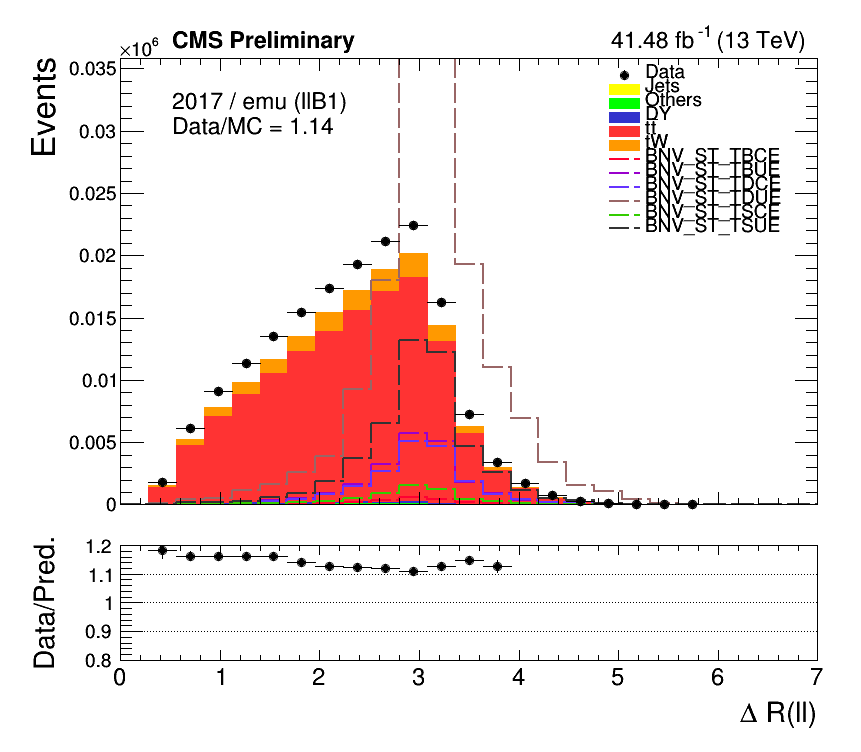 ×10⁶ CMS Preliminary 41.48 fb⁻¹ (13 TeV)
Events
0.035
0.03
0.025
0.02
0.015
0.01
0.005
0
2017 / emu (llB1)
Data/MC = 1.14
Data
Jets
Others
DY
tt
tW
BNV_ST_TBCE
BNV_ST_TBUE
BNV_ST_TDCE
BNV_ST_TDUE
BNV_ST_TSCE
BNV_ST_TSUE
Data/Pred.
1.2
1.1
1
0.9
0.8
0 1 2 3 4 5 6 7
Δ R(ll)